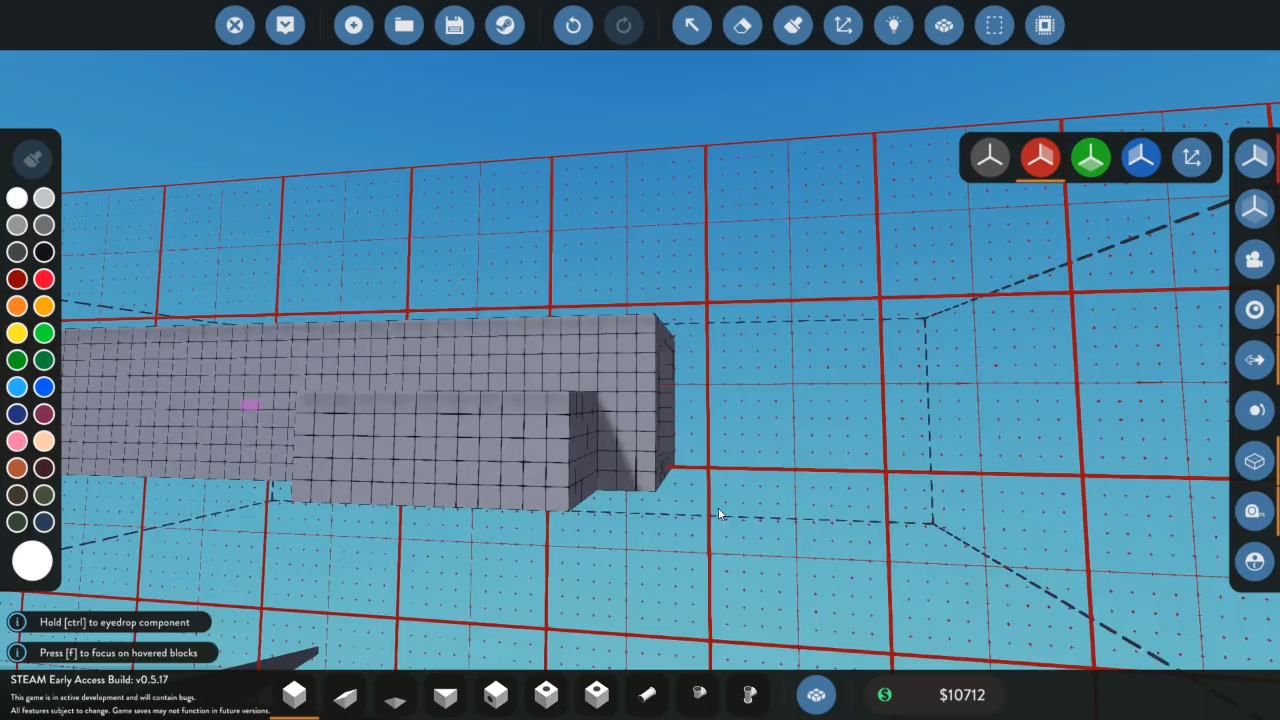 Hold [ctrl] to eyedrop component
Press [f] to focus on hovered blocks
STEAM Early Access Build: v0.5.17
This game is in active development and will contain bugs.
All features subject to change. Game saves may not function in future versions.
$10712